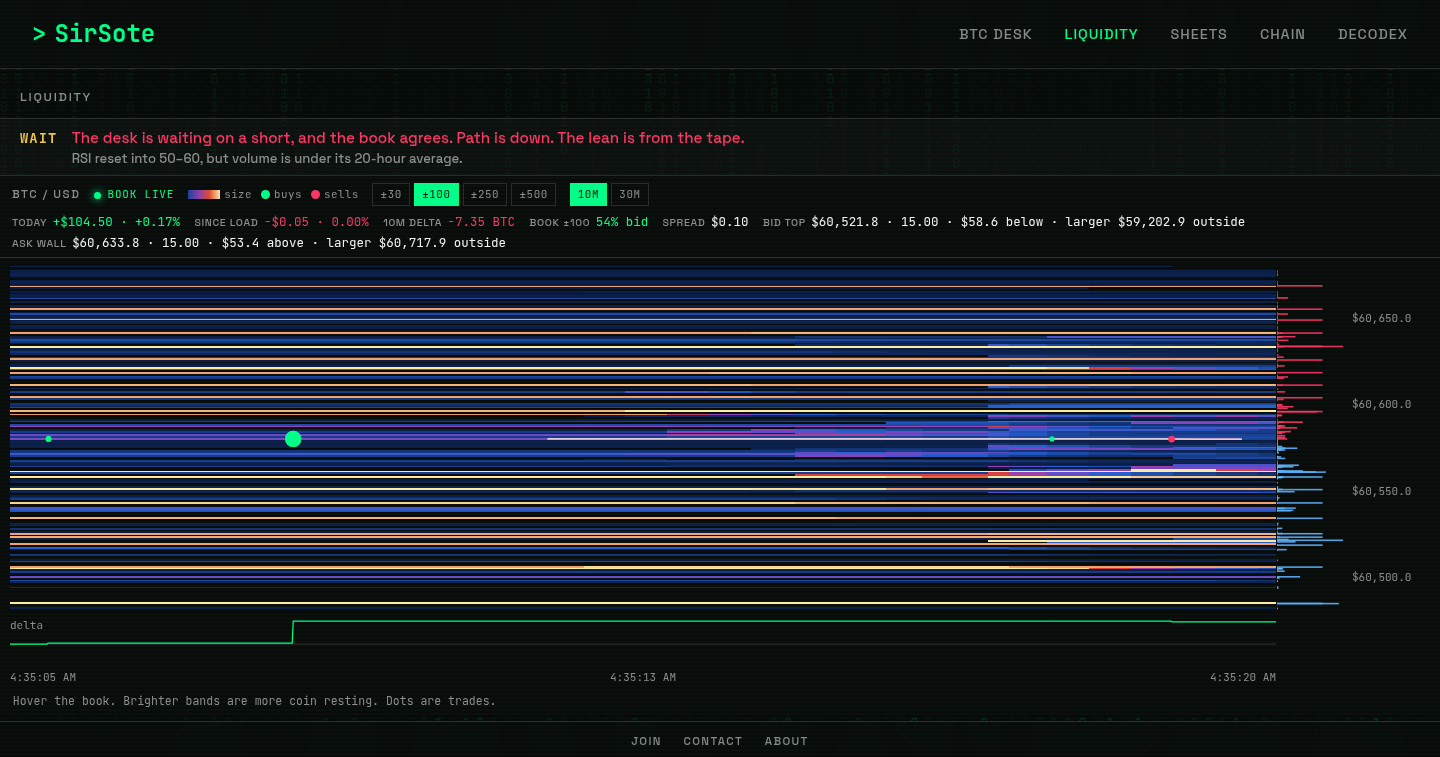 > SirSote
BTC DESK LIQUIDITY SHEETS CHAIN DECODEX
LIQUIDITY
WAIT The desk is waiting on a short, and the book agrees. Path is down. The lean is from the tape.
RSI reset into 50–60, but volume is under its 20-hour average.
BTC / USD BOOK LIVE size buys sells ±30 ±100 ±250 ±500 10M 30M
TODAY +$104.50 · +0.17% SINCE LOAD -$0.05 · 0.00% 10M DELTA -7.35 BTC BOOK ±100 54% bid SPREAD $0.10 BID TOP $60,521.8 · 15.00 · $58.6 below · larger $59,202.9 outside
ASK WALL $60,633.8 · 15.00 · $53.4 above · larger $60,717.9 outside
$60,650.0
$60,600.0
$60,550.0
$60,500.0
delta
4:35:05 AM 4:35:13 AM 4:35:20 AM
Hover the book. Brighter bands are more coin resting. Dots are trades.
JOIN CONTACT ABOUT